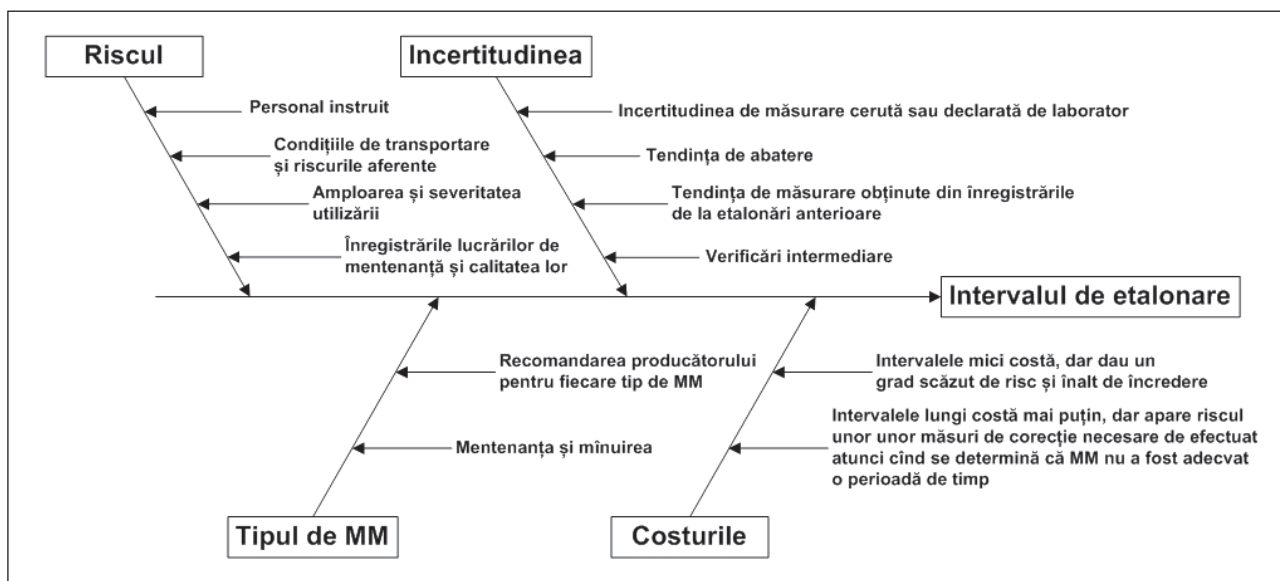 Riscul
Personal instruit
Condițiile de transportare
și riscurile aferente
Amploarea și severitatea
utilizării
Înregistrările lucrărilor de
mentenanță și calitatea lor
Incertitudinea
Incertitudinea de măsurare cerută sau declarată de laborator
Tendința de abatere
Tendința de măsurare obținute din înregistrările
de la etalonări anterioare
Verificări intermediare
Intervalul de etalonare
Recomandarea producătorului
pentru fiecare tip de MM
Mentenanța și mînuirea
Tipul de MM
Intervalele mici costă, dar dau un
grad scăzut de risc și înalt de încredere
Intervalele lungi costă mai puțin, dar apare riscul
unor unor măsuri de corecție necesare de efectuat
atunci cînd se determină că MM nu a fost adecvat
o perioadă de timp
Costurile